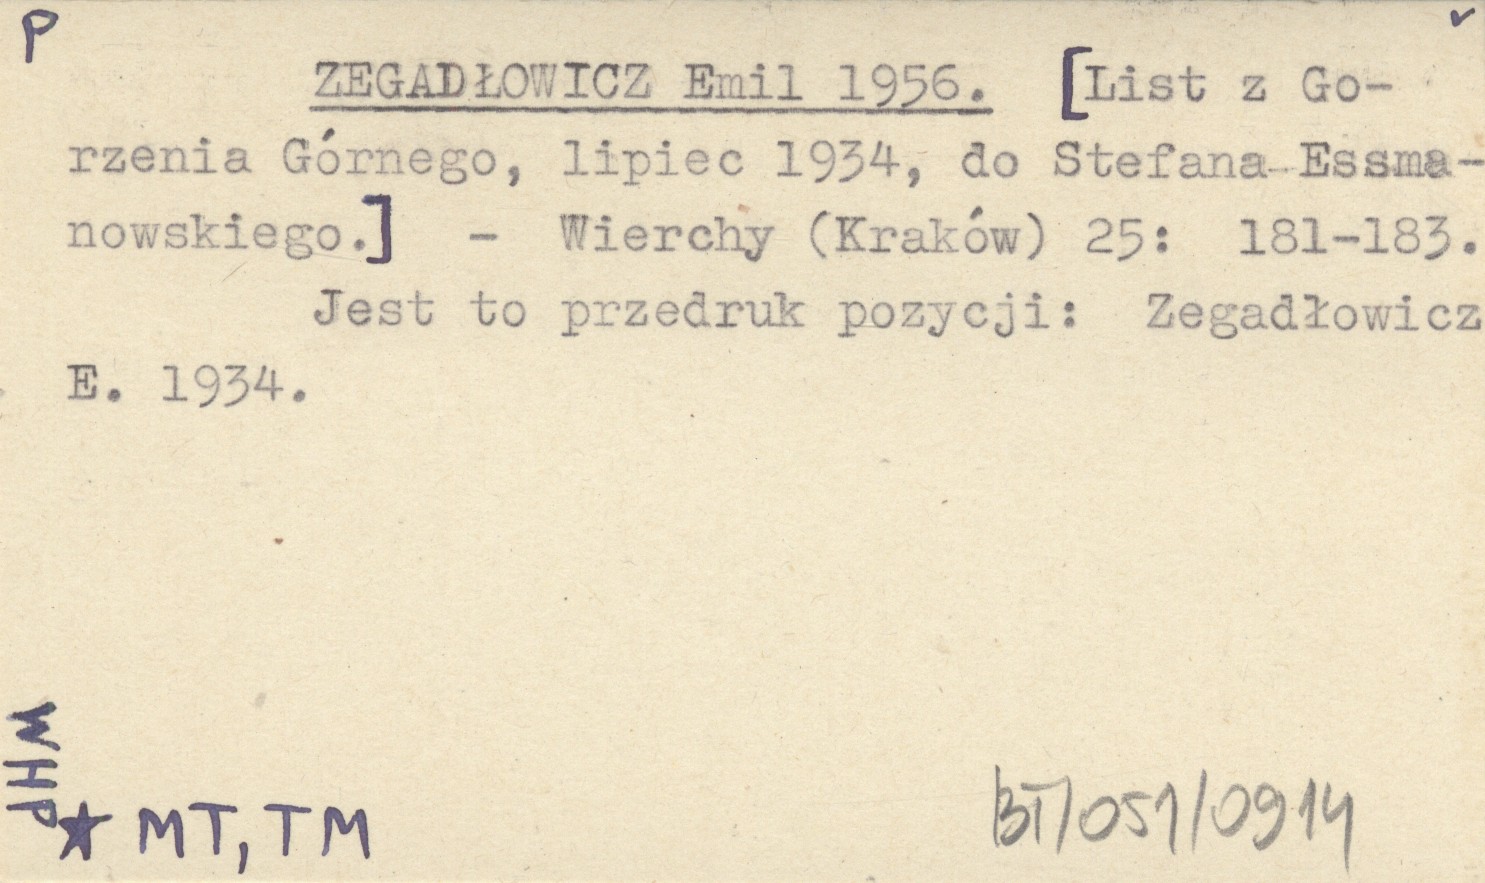 P ✓
ZEGADŁOWICZ Emil 1956. [List z Go-
rzenia Górnego, lipiec 1934, do Stefana Essma-
nowskiego.] - Wierchy (Kraków) 25: 181-183.
Jest to przedruk pozycji: Zegadłowicz
E. 1934.
WHP
★ MT, TM
BT/051/0914